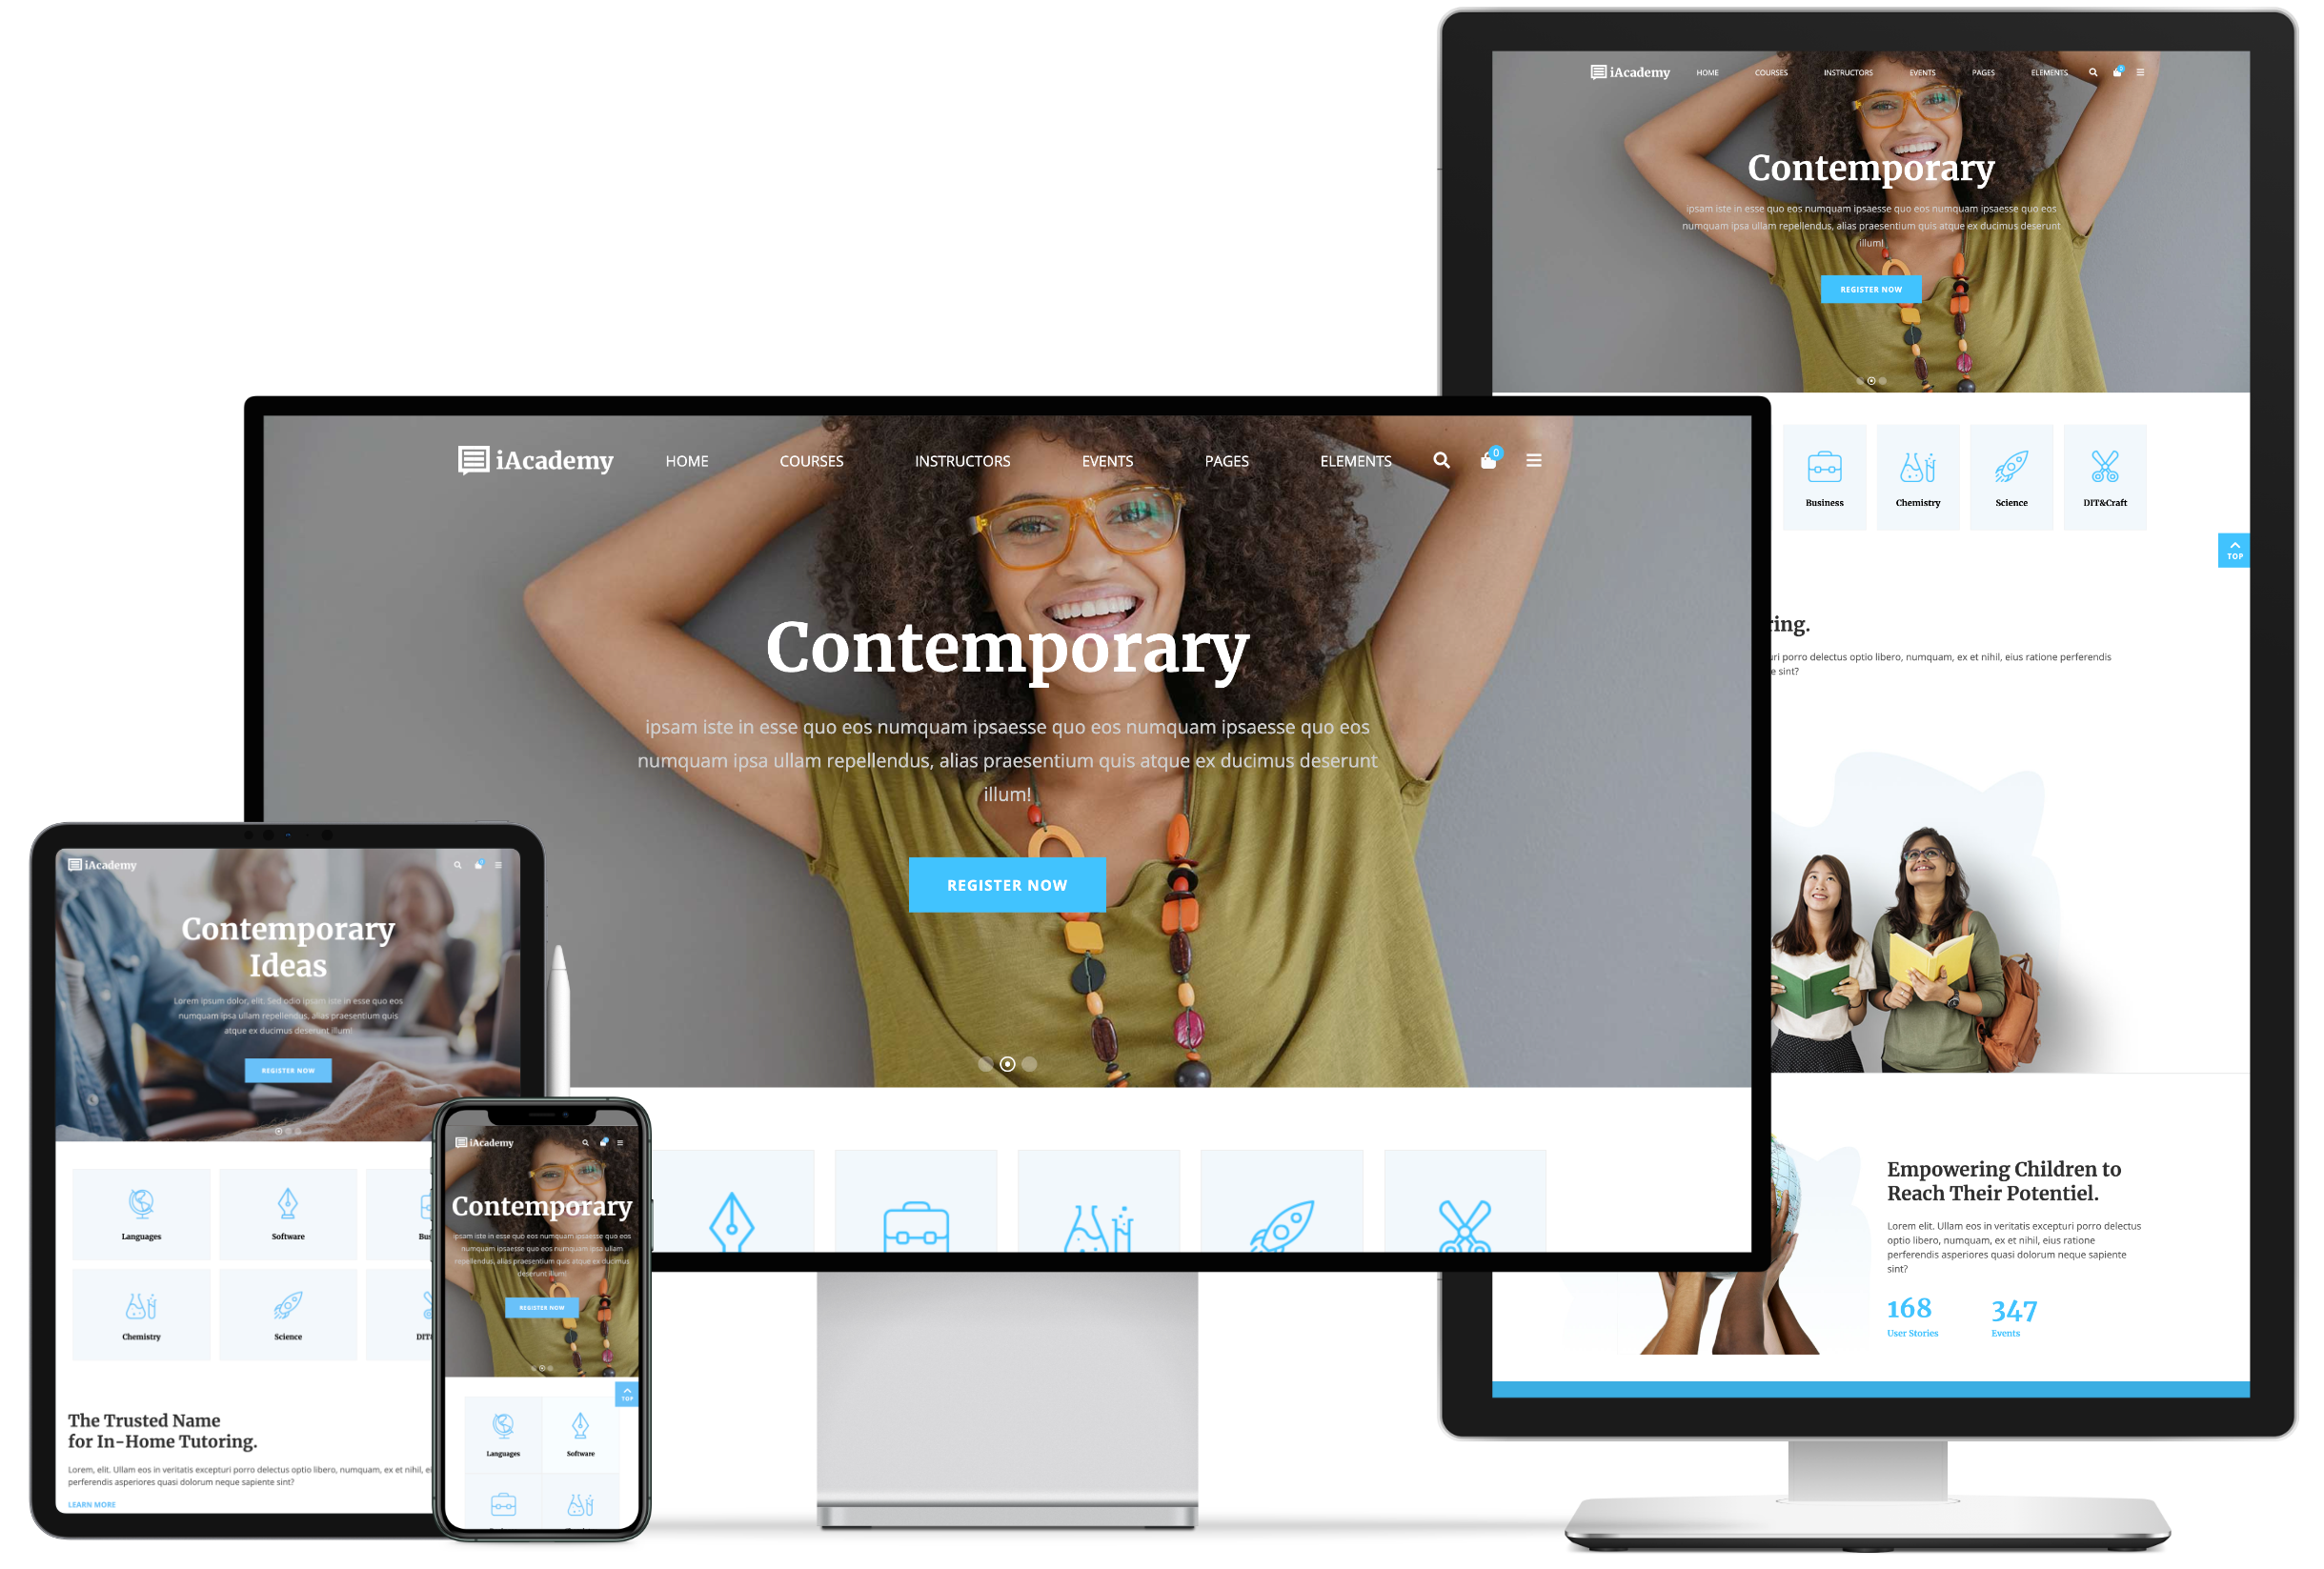 iAcademy HOME COURSES INSTRUCTORS EVENTS PAGES ELEMENTS 0
Contemporary
ipsam iste in esse quo eos numquam ipsaesse quo eos numquam ipsaesse quo eos
numquam ipsa ullam repellendus, alias praesentium quis atque ex ducimus deserunt
illum!
REGISTER NOW
Business Chemistry Science DIT&Craft
TOP
ring.
uri porro delectus optio libero, numquam, ex et nihil, eius ratione perferendis
e sint?
Empowering Children to
Reach Their Potentiel.
Lorem elit. Ullam eos in veritatis excepturi porro delectus
optio libero, numquam, ex et nihil, eius ratione
perferendis asperiores quasi dolorum neque sapiente
sint?
168 347
User Stories Events
iAcademy HOME COURSES INSTRUCTORS EVENTS PAGES ELEMENTS 0
Contemporary
ipsam iste in esse quo eos numquam ipsaesse quo eos numquam ipsaesse quo eos
numquam ipsa ullam repellendus, alias praesentium quis atque ex ducimus deserunt
illum!
REGISTER NOW
iAcademy
Contemporary
Ideas
Lorem ipsum dolor, elit. Sed odio ipsam iste in esse quo eos
numquam ipsa ullam repellendus, alias praesentium quis
atque ex ducimus deserunt illum!
REGISTER NOW
Languages Software Bus
Chemistry Science DIT
The Trusted Name
for In-Home Tutoring.
Lorem, elit. Ullam eos in veritatis excepturi porro delectus optio libero, numquam, ex et nihil, ei
perferendis asperiores quasi dolorum neque sapiente sint?
LEARN MORE
iAcademy
Contemporary
ipsam iste in esse quo eos numquam ipsaesse quo eos
numquam ipsaesse quo eos numquam ipsa ullam
repellendus, alias praesentium quis atque ex ducimus
deserunt illum!
REGISTER NOW
TOP
Languages Software